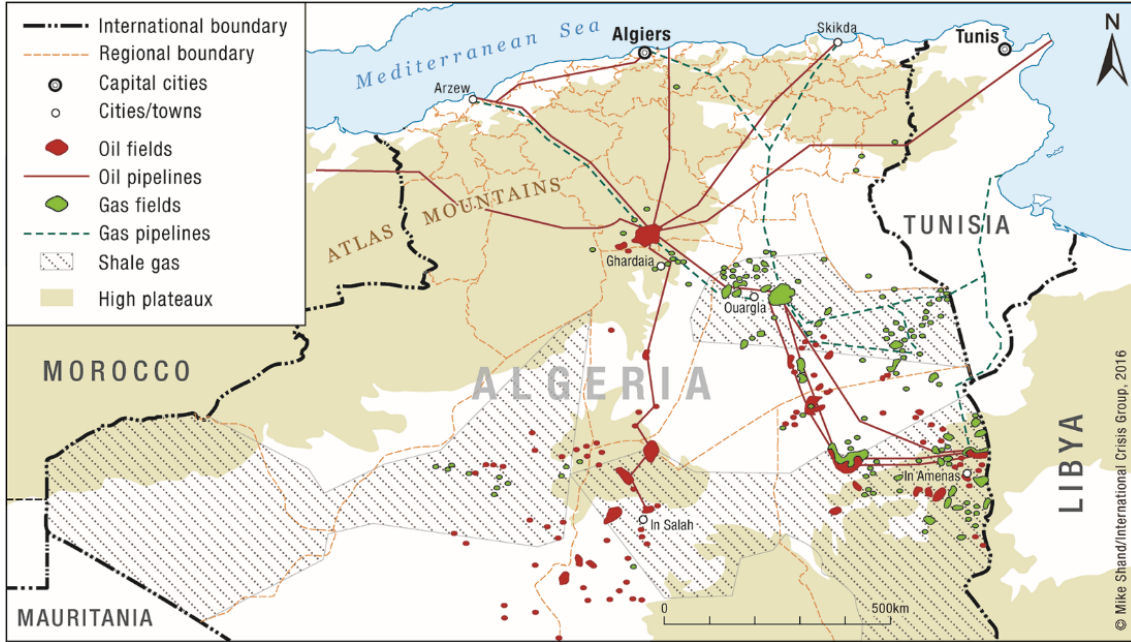 International boundary
Regional boundary
Capital cities
Cities/towns
Oil fields
Oil pipelines
Gas fields
Gas pipelines
Shale gas
High plateaux
Mediterranean Sea
Algiers
Skikda
Tunis
N
Arzew
ATLAS MOUNTAINS
TUNISIA
Ghardaia
Ouargla
MOROCCO
ALGERIA
LIBYA
In Amenas
In Salah
MAURITANIA
0 500km
© Mike Shand/International Crisis Group, 2016